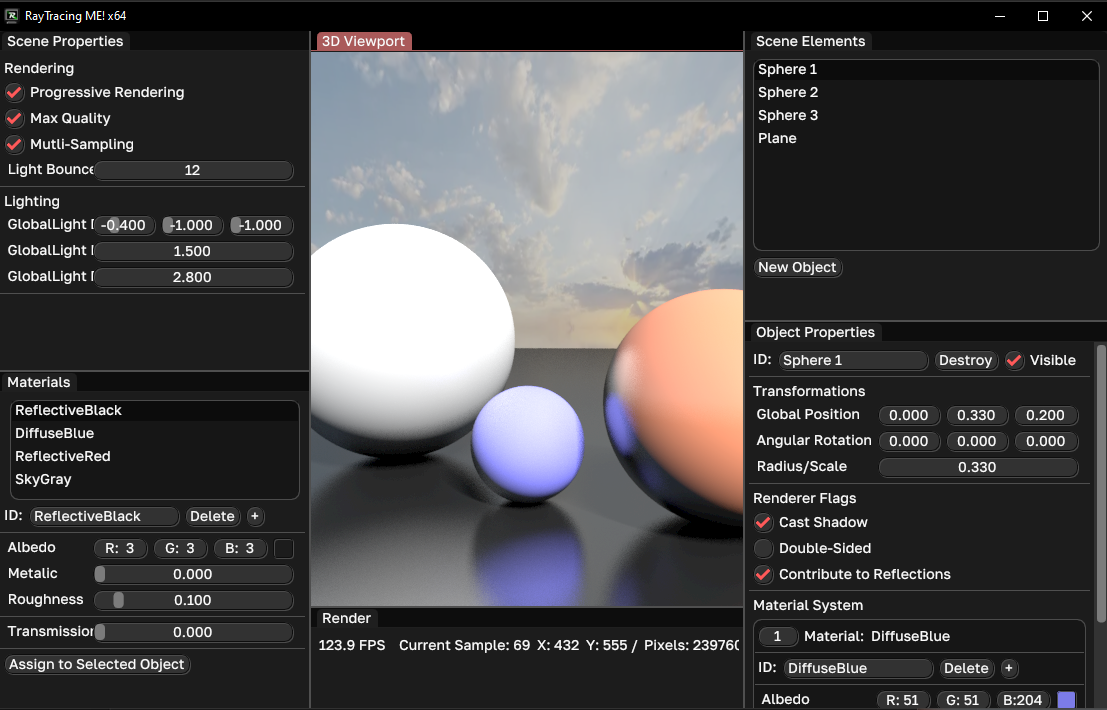 RayTracing ME! x64
Scene Properties
Rendering
Progressive Rendering
Max Quality
Mutli-Sampling
Light Bounce 12
Lighting
GlobalLight -0.400 -1.000 -1.000
GlobalLight 1.500
GlobalLight 2.800
Materials
ReflectiveBlack
DiffuseBlue
ReflectiveRed
SkyGray
ID: ReflectiveBlack Delete +
Albedo R: 3 G: 3 B: 3
Metalic 0.000
Roughness 0.100
Transmission 0.000
Assign to Selected Object
3D Viewport
Render
123.9 FPS Current Sample: 69 X: 432 Y: 555 / Pixels: 239760
Scene Elements
Sphere 1
Sphere 2
Sphere 3
Plane
New Object
Object Properties
ID: Sphere 1 Destroy Visible
Transformations
Global Position 0.000 0.330 0.200
Angular Rotation 0.000 0.000 0.000
Radius/Scale 0.330
Renderer Flags
Cast Shadow
Double-Sided
Contribute to Reflections
Material System
1 Material: DiffuseBlue
ID: DiffuseBlue Delete +
Albedo R: 51 G: 51 B:204